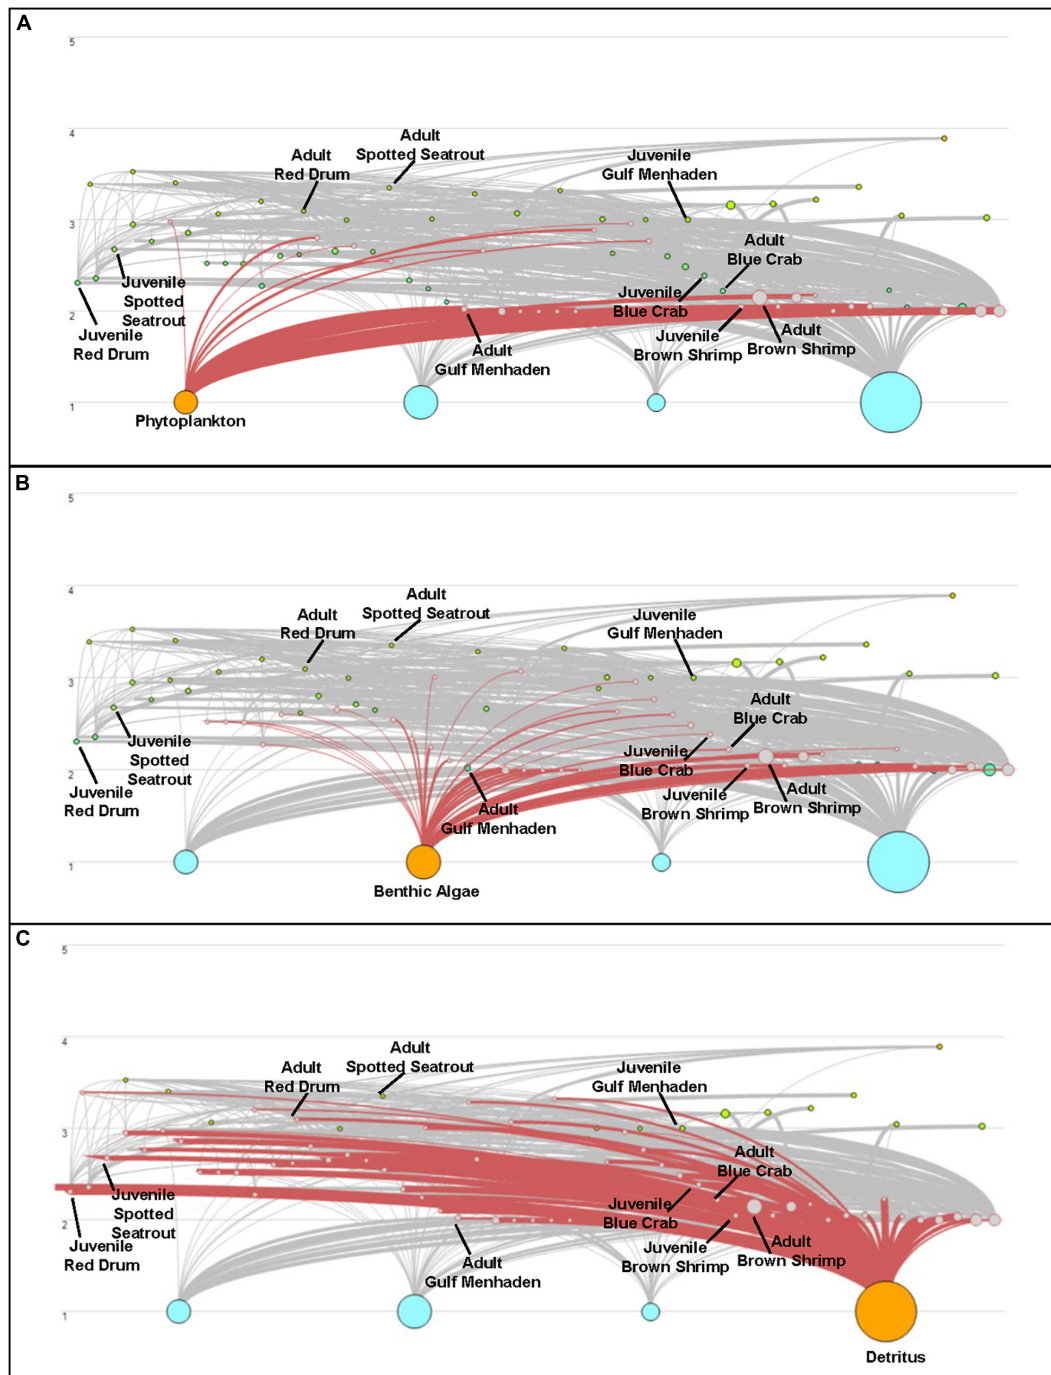 A
5
4
Adult
Spotted Seatrout
Adult
Red Drum
Juvenile
Gulf Menhaden
3
Adult
Blue Crab
Juvenile
Spotted
Seatrout
Juvenile
Blue Crab
2
Juvenile
Red Drum
Adult
Gulf Menhaden
Juvenile
Brown Shrimp
Adult
Brown Shrimp
1
Phytoplankton
B
5
4
Adult
Spotted Seatrout
Adult
Red Drum
Juvenile
Gulf Menhaden
3
Adult
Blue Crab
Juvenile
Spotted
Seatrout
Juvenile
Blue Crab
2
Juvenile
Red Drum
Adult
Gulf Menhaden
Juvenile
Brown Shrimp
Adult
Brown Shrimp
1
Benthic Algae
C
5
4
Adult
Spotted Seatrout
Adult
Red Drum
Juvenile
Gulf Menhaden
3
Adult
Blue Crab
Juvenile
Spotted
Seatrout
Juvenile
Blue Crab
2
Juvenile
Red Drum
Adult
Gulf Menhaden
Juvenile
Brown Shrimp
Adult
Brown Shrimp
1
Detritus